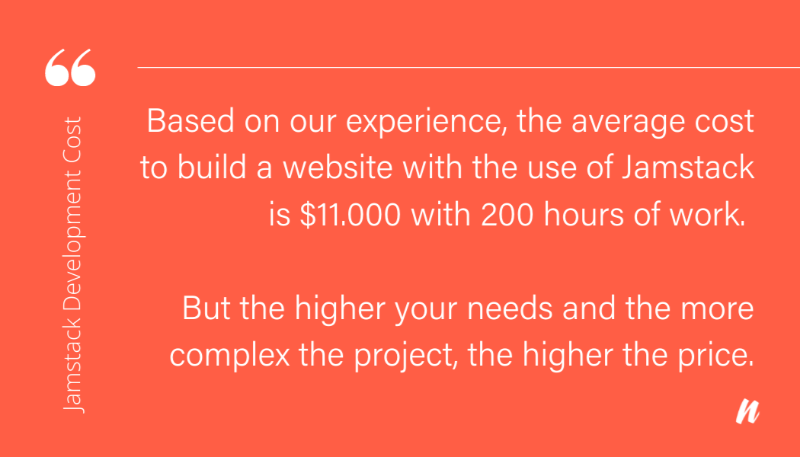 “
Jamstack Development Cost
Based on our experience, the average cost
to build a website with the use of Jamstack
is $11.000 with 200 hours of work.
But the higher your needs and the more
complex the project, the higher the price.
n